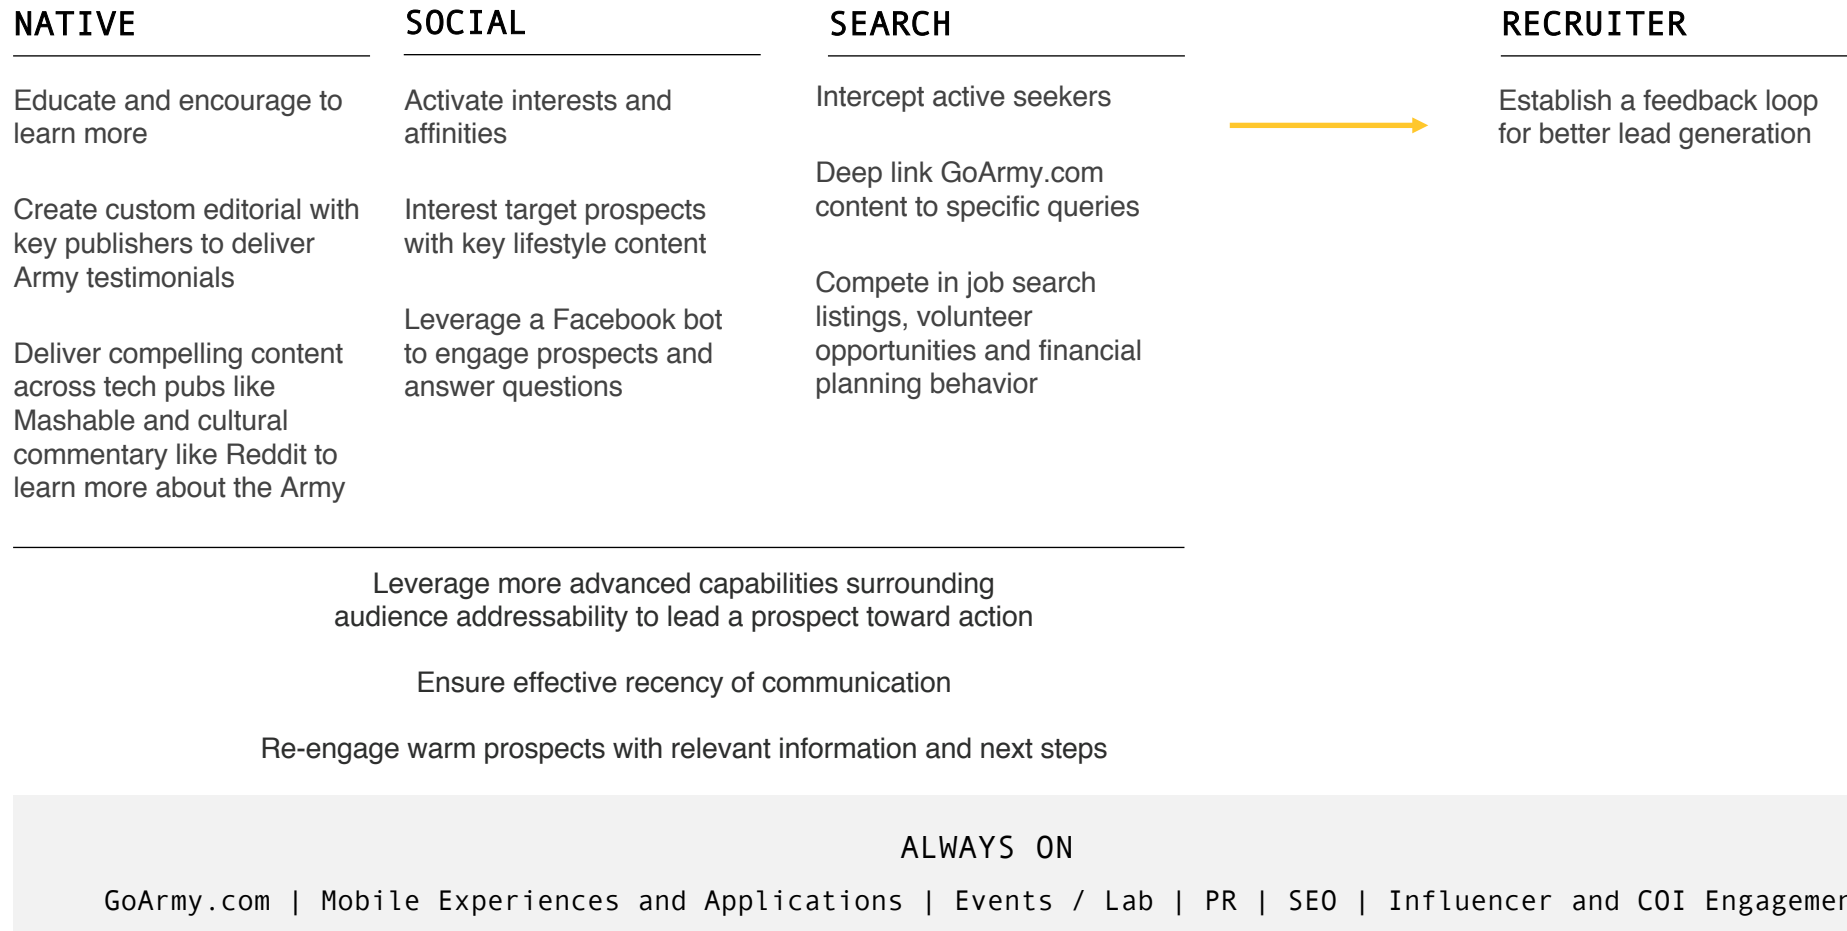 NATIVE
Educate and encourage to
learn more
Create custom editorial with
key publishers to deliver
Army testimonials
Deliver compelling content
across tech pubs like
Mashable and cultural
commentary like Reddit to
learn more about the Army
SOCIAL
Activate interests and
affinities
Interest target prospects
with key lifestyle content
Leverage a Facebook bot
to engage prospects and
answer questions
SEARCH
Intercept active seekers
Deep link GoArmy.com
content to specific queries
Compete in job search
listings, volunteer
opportunities and financial
planning behavior
RECRUITER
Establish a feedback loop
for better lead generation
Leverage more advanced capabilities surrounding
audience addressability to lead a prospect toward action
Ensure effective recency of communication
Re-engage warm prospects with relevant information and next steps
ALWAYS ON
GoArmy.com | Mobile Experiences and Applications | Events / Lab | PR | SEO | Influencer and COI